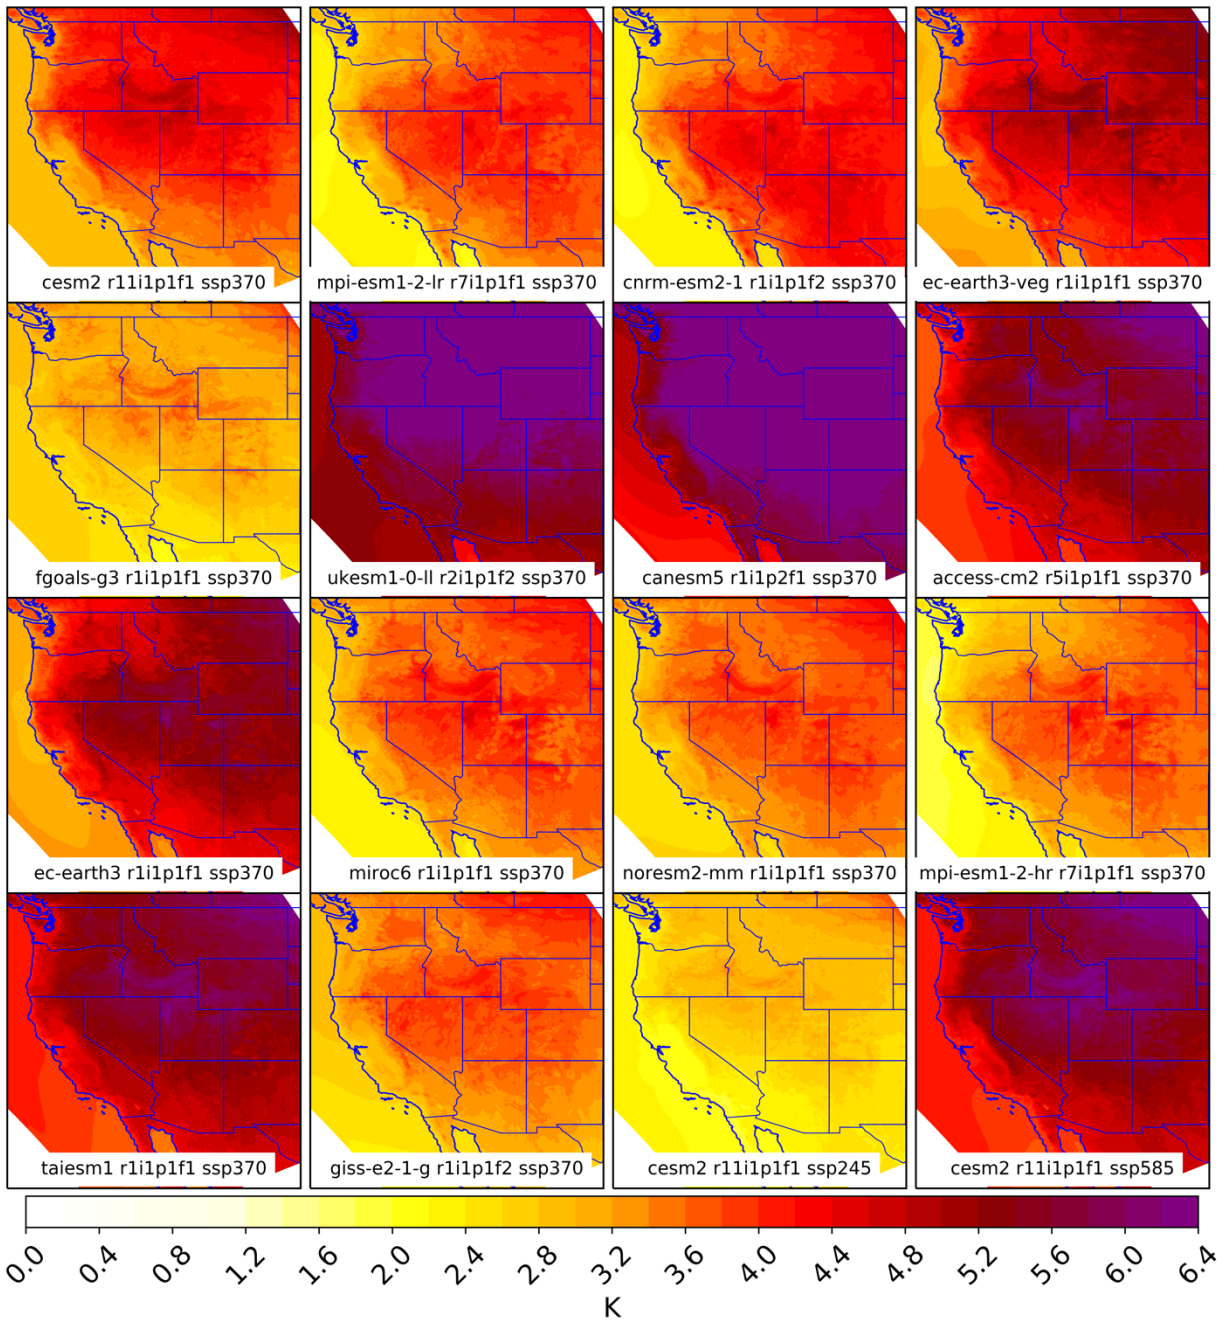 cesm2 r11i1p1f1 ssp370
mpi-esm1-2-lr r7i1p1f1 ssp370
cnrm-esm2-1 r1i1p1f2 ssp370
ec-earth3-veg r1i1p1f1 ssp370
fgoals-g3 r1i1p1f1 ssp370
ukesm1-0-ll r2i1p1f2 ssp370
canesm5 r1i1p2f1 ssp370
access-cm2 r5i1p1f1 ssp370
ec-earth3 r1i1p1f1 ssp370
miroc6 r1i1p1f1 ssp370
noresm2-mm r1i1p1f1 ssp370
mpi-esm1-2-hr r7i1p1f1 ssp370
taiesm1 r1i1p1f1 ssp370
giss-e2-1-g r1i1p1f2 ssp370
cesm2 r11i1p1f1 ssp245
cesm2 r11i1p1f1 ssp585
0.0 0.4 0.8 1.2 1.6 2.0 2.4 2.8 3.2 3.6 4.0 4.4 4.8 5.2 5.6 6.0 6.4
K